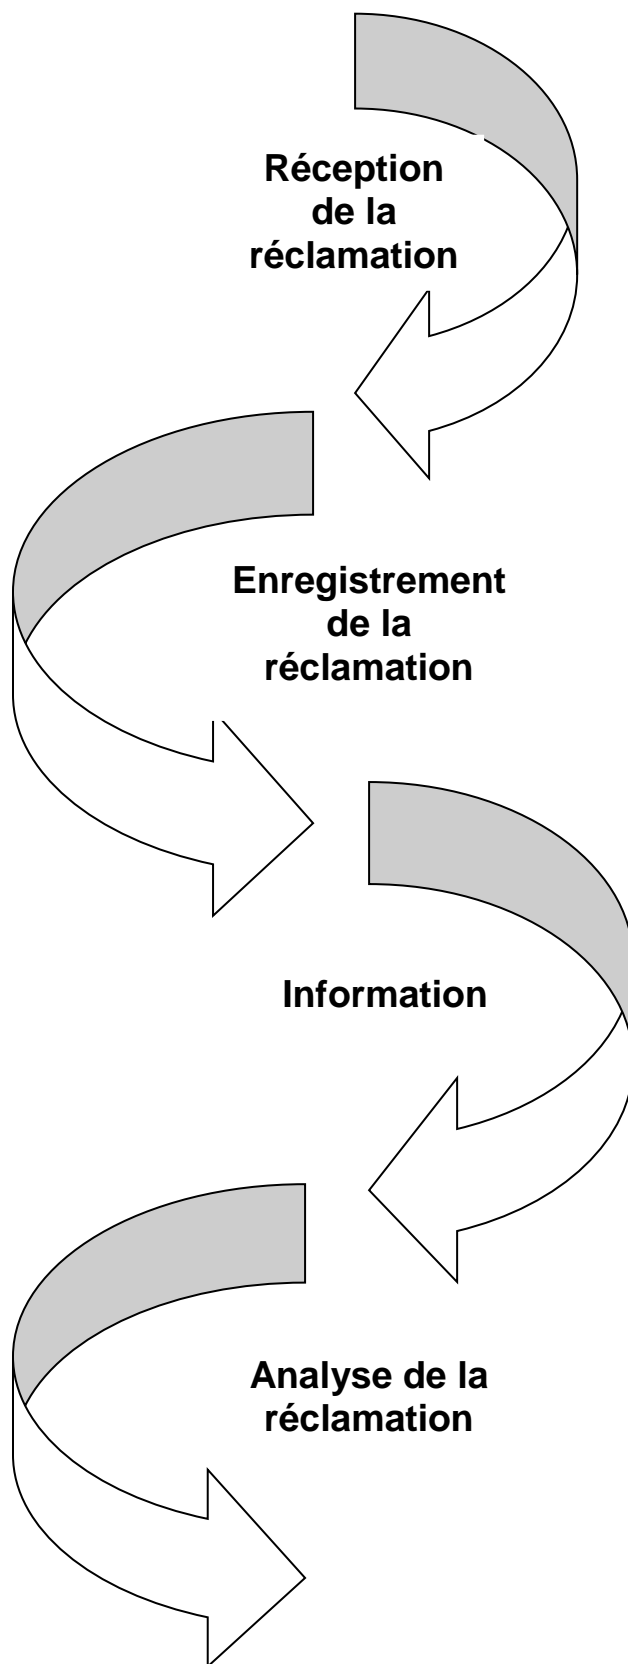 Réception
de la
réclamation
Enregistrement
de la
réclamation
Information
Analyse de la
réclamation